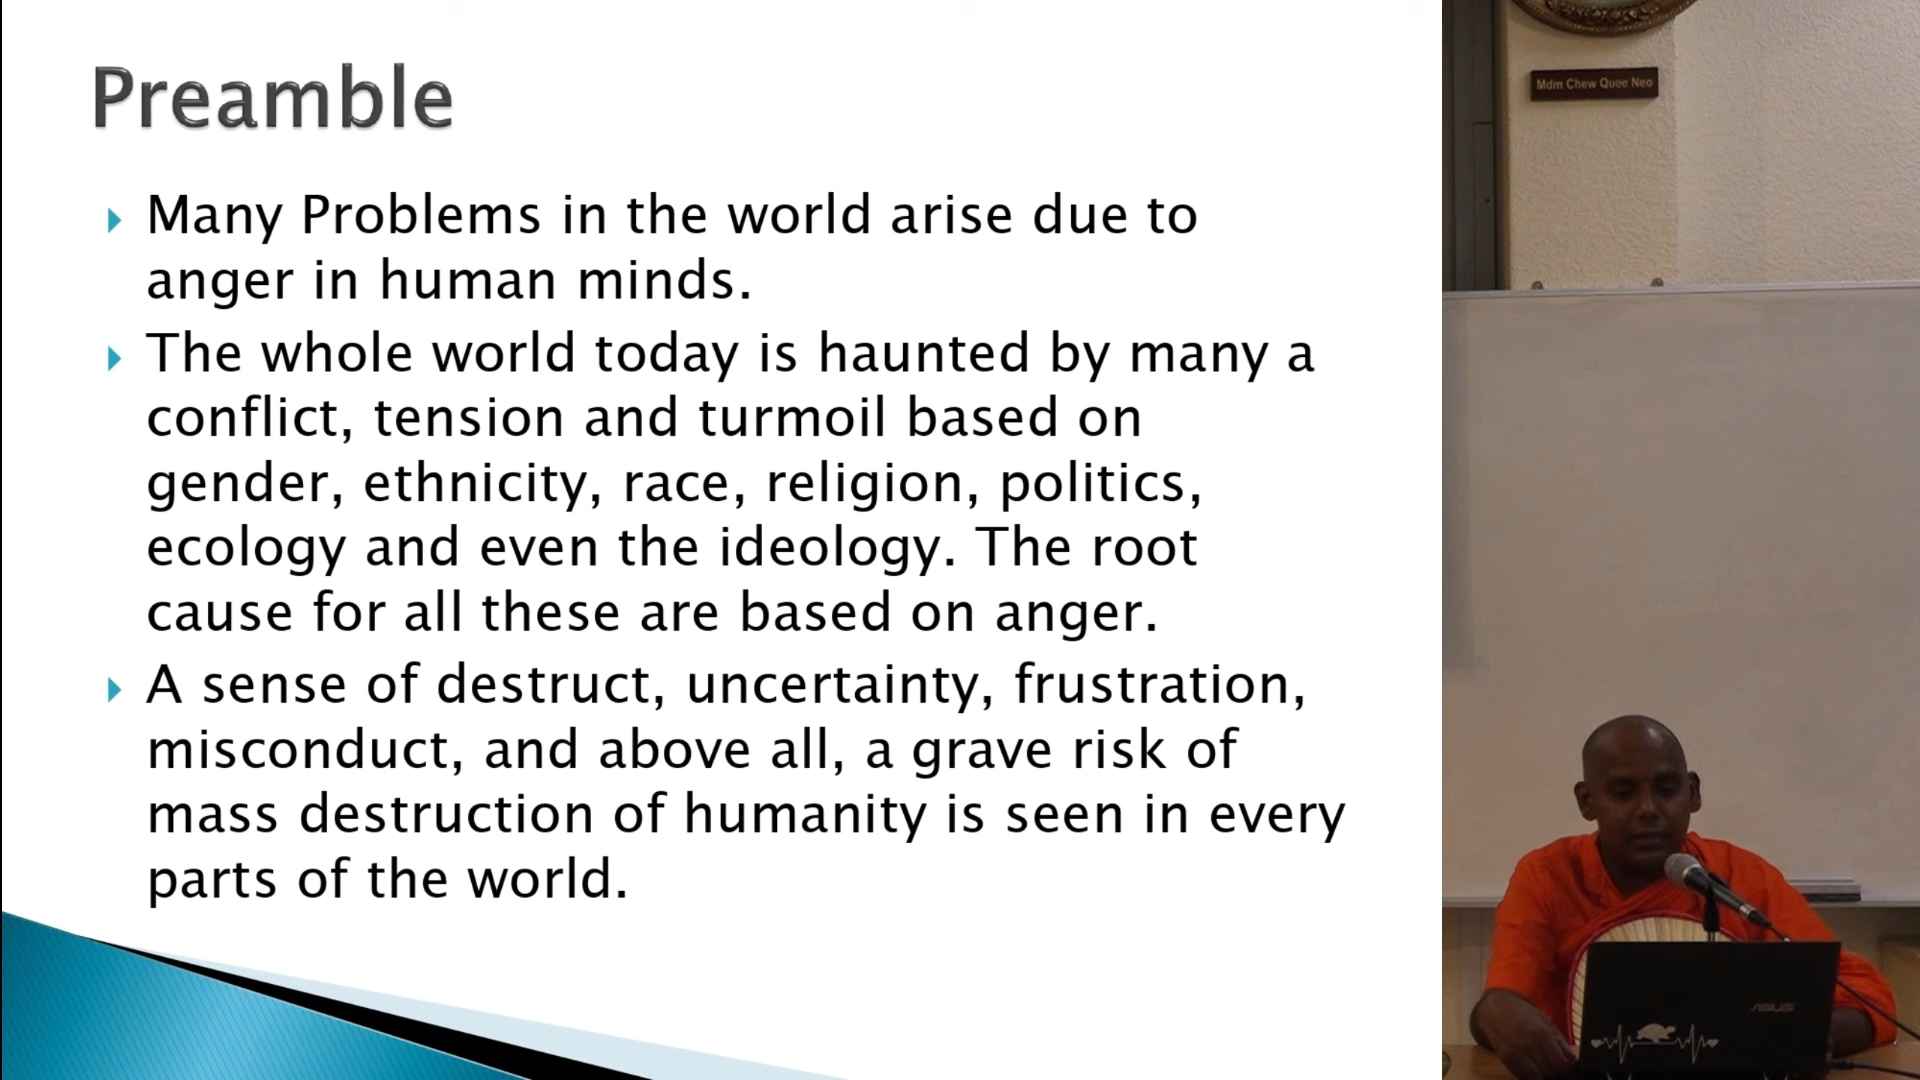 Preamble
Many Problems in the world arise due to
anger in human minds.
The whole world today is haunted by many a
conflict, tension and turmoil based on
gender, ethnicity, race, religion, politics,
ecology and even the ideology. The root
cause for all these are based on anger.
A sense of destruct, uncertainty, frustration,
misconduct, and above all, a grave risk of
mass destruction of humanity is seen in every
parts of the world.
Mdm Chew Quee Neo
ASUS